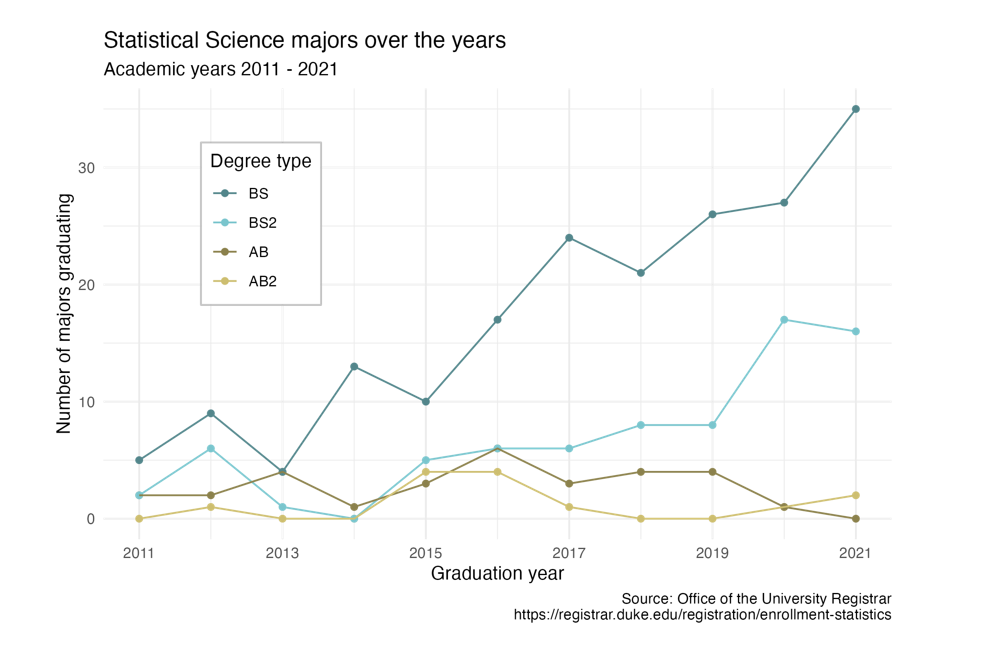 Statistical Science majors over the years
Academic years 2011 - 2021
Number of majors graduating
30
20
10
0
Degree type
BS
BS2
AB
AB2
2011 2013 2015 2017 2019 2021
Graduation year
Source: Office of the University Registrar
https://registrar.duke.edu/registration/enrollment-statistics